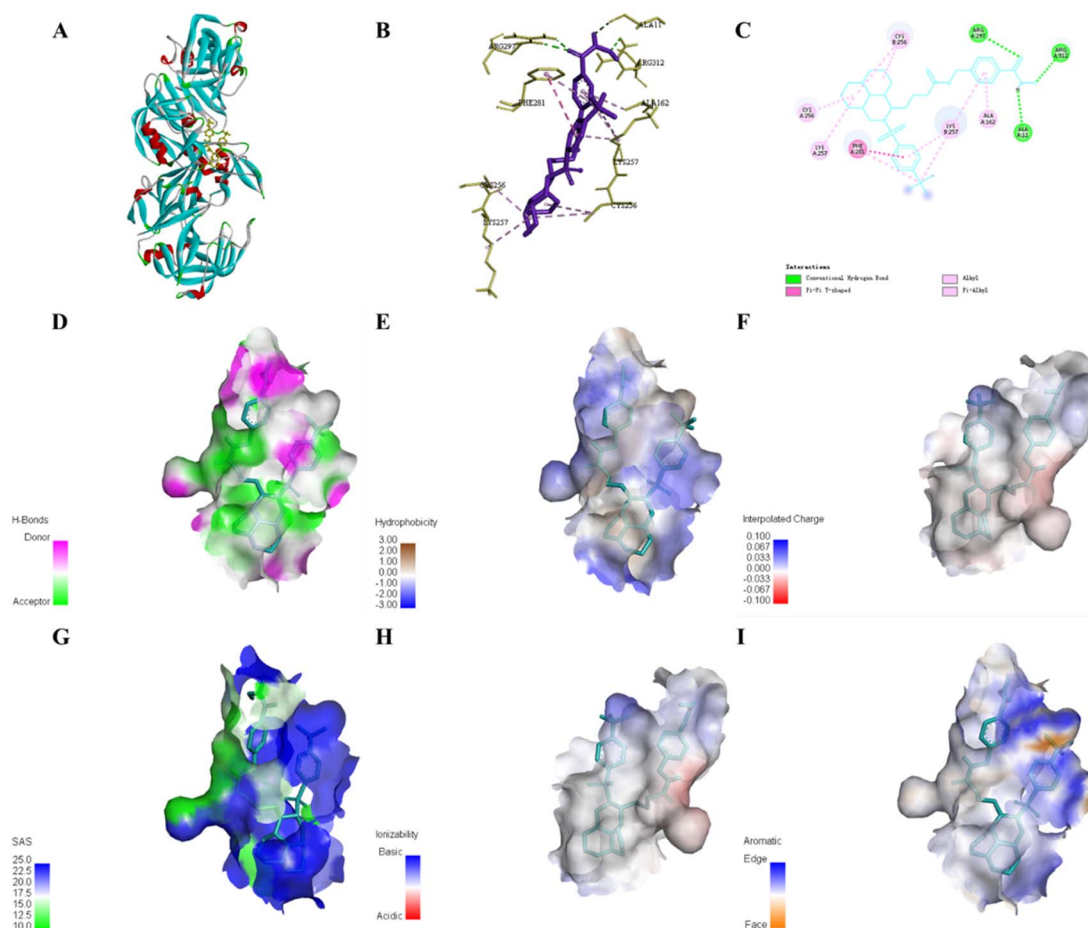 A
B
C
ALA11
ARG297
ARG312
PHE281
ALA162
LYS257
CYS256
LYS257
CYS256
CYS
B:256
ARG
A:297
ARG
A:312
CYS
A:256
LYS
A:257
PHE
A:281
LYS
B:257
ALA
A:162
ALA
A:11
Interactions
Conventional Hydrogen Bond
Pi-Pi T-shaped
Alkyl
Pi-Alkyl
D
E
F
H-Bonds
Donor
Acceptor
Hydrophobicity
3.00
2.00
1.00
0.00
-1.00
-2.00
-3.00
Interpolated Charge
0.100
0.067
0.033
0.000
-0.033
-0.067
-0.100
G
H
I
SAS
25.0
22.5
20.0
17.5
15.0
12.5
10.0
Ionizability
Basic
Acidic
Aromatic
Edge
Face